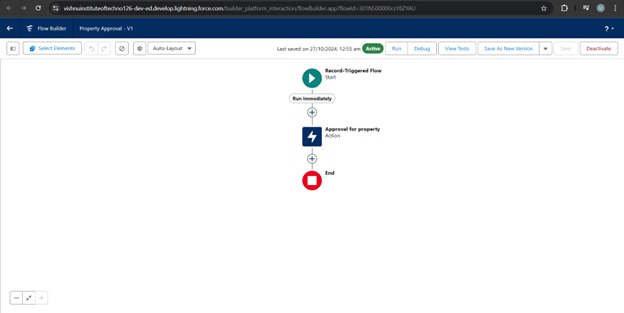 vishnuinstituteoftechno126-dev-ed.develop.lightning.force.com/builder_platform_interaction/flowBuilder.app?flowId=
Flow Builder
Property Approval - V1
?
Select Elements
Auto-Layout
Last saved on 27/10/2024, 12:55 am
Active
Run
Debug
View Tests
Save As New Version
Save
Deactivate
Record-Triggered Flow
Start
Run Immediately
Approval for property
Action
End